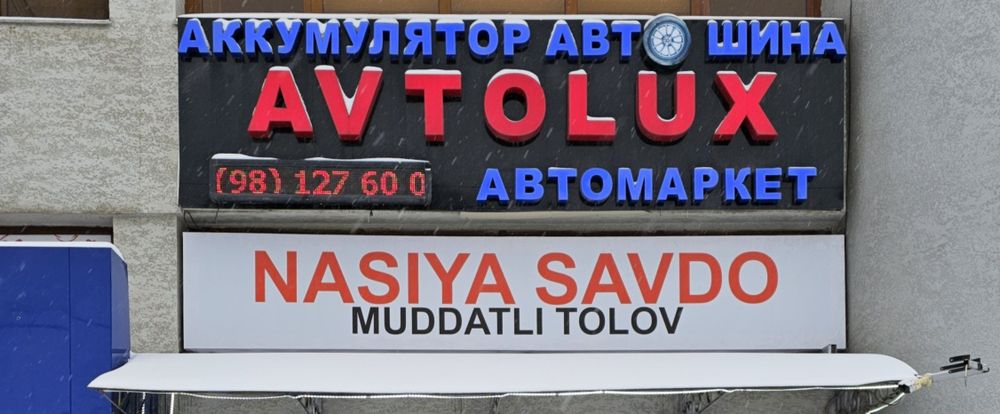 АККУМУЛЯТОР АВТО ШИНА
AVTOLUX
(98) 127 60 0
АВТОМАРКЕТ
NASIYA SAVDO
MUDDATLI TOLOV